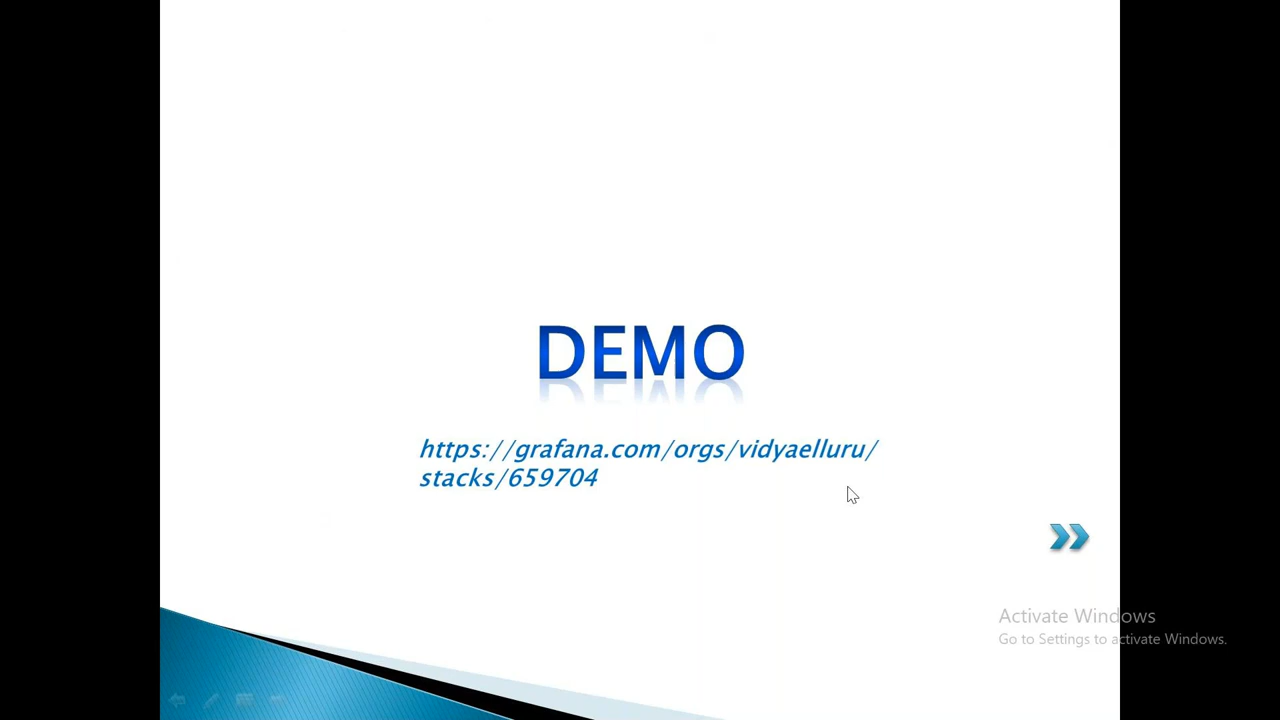 DEMO
https://grafana.com/orgs/vidyaelluru/
stacks/659704
Activate Windows
Go to Settings to activate Windows.